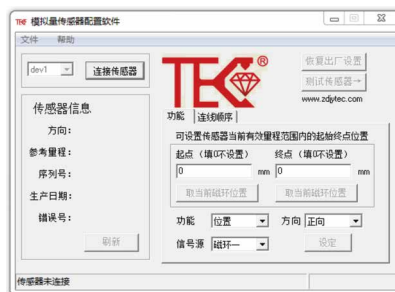 TEC 模拟量传感器配置软件
文件 帮助
dev1 连接传感器
TEC®
恢复出厂设置
测试传感器→
www.zdjytec.com
传感器信息
方向:
参考量程:
序列号:
生产日期:
错误号:
刷新
功能 连线顺序
可设置传感器当前有效量程范围内的起始终点位置
起点（填0不设置） 终点（填0不设置）
0 mm 0 mm
取当前磁环位置 取当前磁环位置
功能 位置 方向 正向
信号源 磁环一 设定
传感器未连接